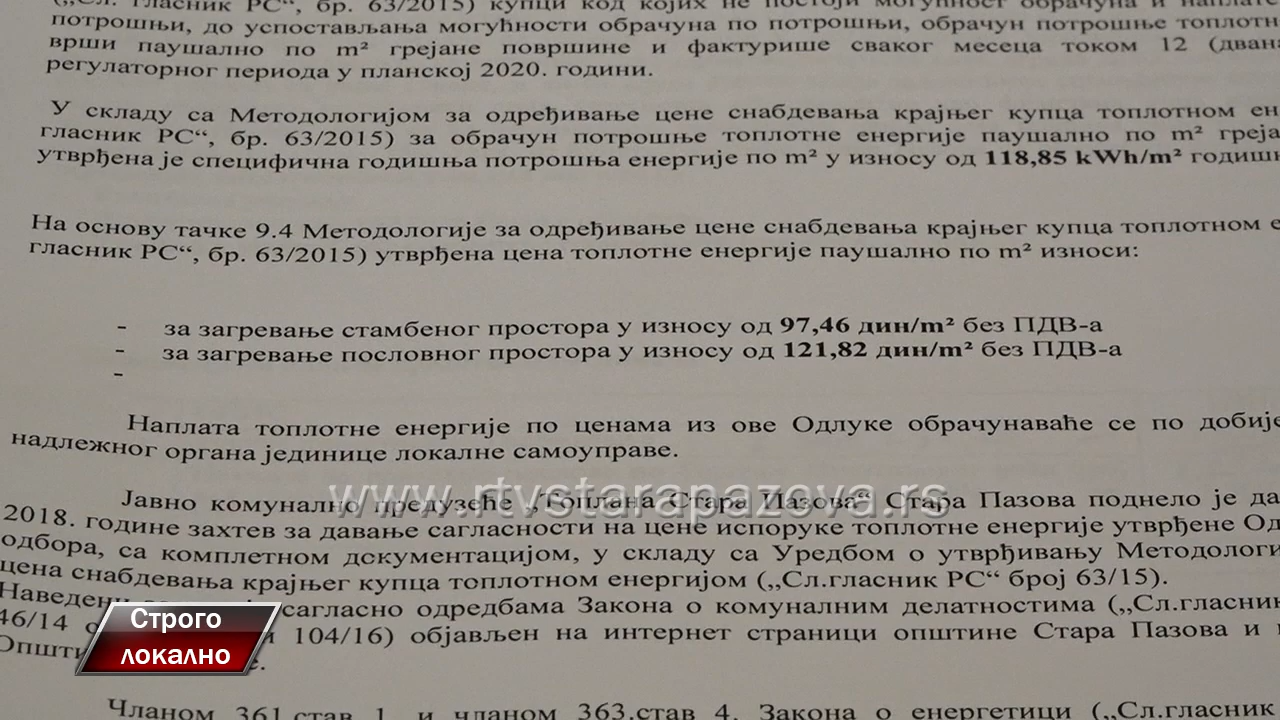 („Сл. гласник РС“, бр. 63/2015) купци код којих не постоји могућност обрачуна и наплате
потрошњи, до успостављања могућности обрачуна по потрошњи, обрачун потрошње топлотн
врши паушално по m² грејане површине и фактурише сваког месеца током 12 (двана
регулаторног периода у планској 2020. години.
У складу са Методологијом за одређивање цене снабдевања крајњег купца топлотном ен
гласник РС“, бр. 63/2015) за обрачун потрошње топлотне енергије паушално по m² греја
утврђена је специфична годишња потрошња енергије по m² у износу од 118,85 kWh/m² годишњ
На основу тачке 9.4 Методологије за одређивање цене снабдевања крајњег купца топлотном е
гласник РС“, бр. 63/2015) утврђена цена топлотне енергије паушално по m² износи:
- за загревање стамбеног простора у износу од 97,46 дин/m² без ПДВ-а
- за загревање пословног простора у износу од 121,82 дин/m² без ПДВ-а
-
Наплата топлотне енергије по ценама из ове Одлуке обрачунаваће се по добије
надлежног органа јединице локалне самоуправе.
www.rtvstarapazova.rs
Јавно комунално предузеће „Топлана Стара Пазова“ Стара Пазова поднело је да
2018. године захтев за давање сагласности на цене испоруке топлотне енергије утврђене Од
одбора, са комплетном дскументацијом, у складу са Уредбом о утврђивању Методологи
цена снабдевања крајњег купца топлотном енергијом („Сл.гласник РС“ број 63/15).
Наведени сагласно одредбама Закона о комуналним делатностима („Сл.гласник
46/14 и 104/16) објављен на интернет страници општине Стара Пазова и
Општи
Строго
локално
Чланом 361.став 1. и чланом 363.став 4. Закона о енергетици („Сл.гласник